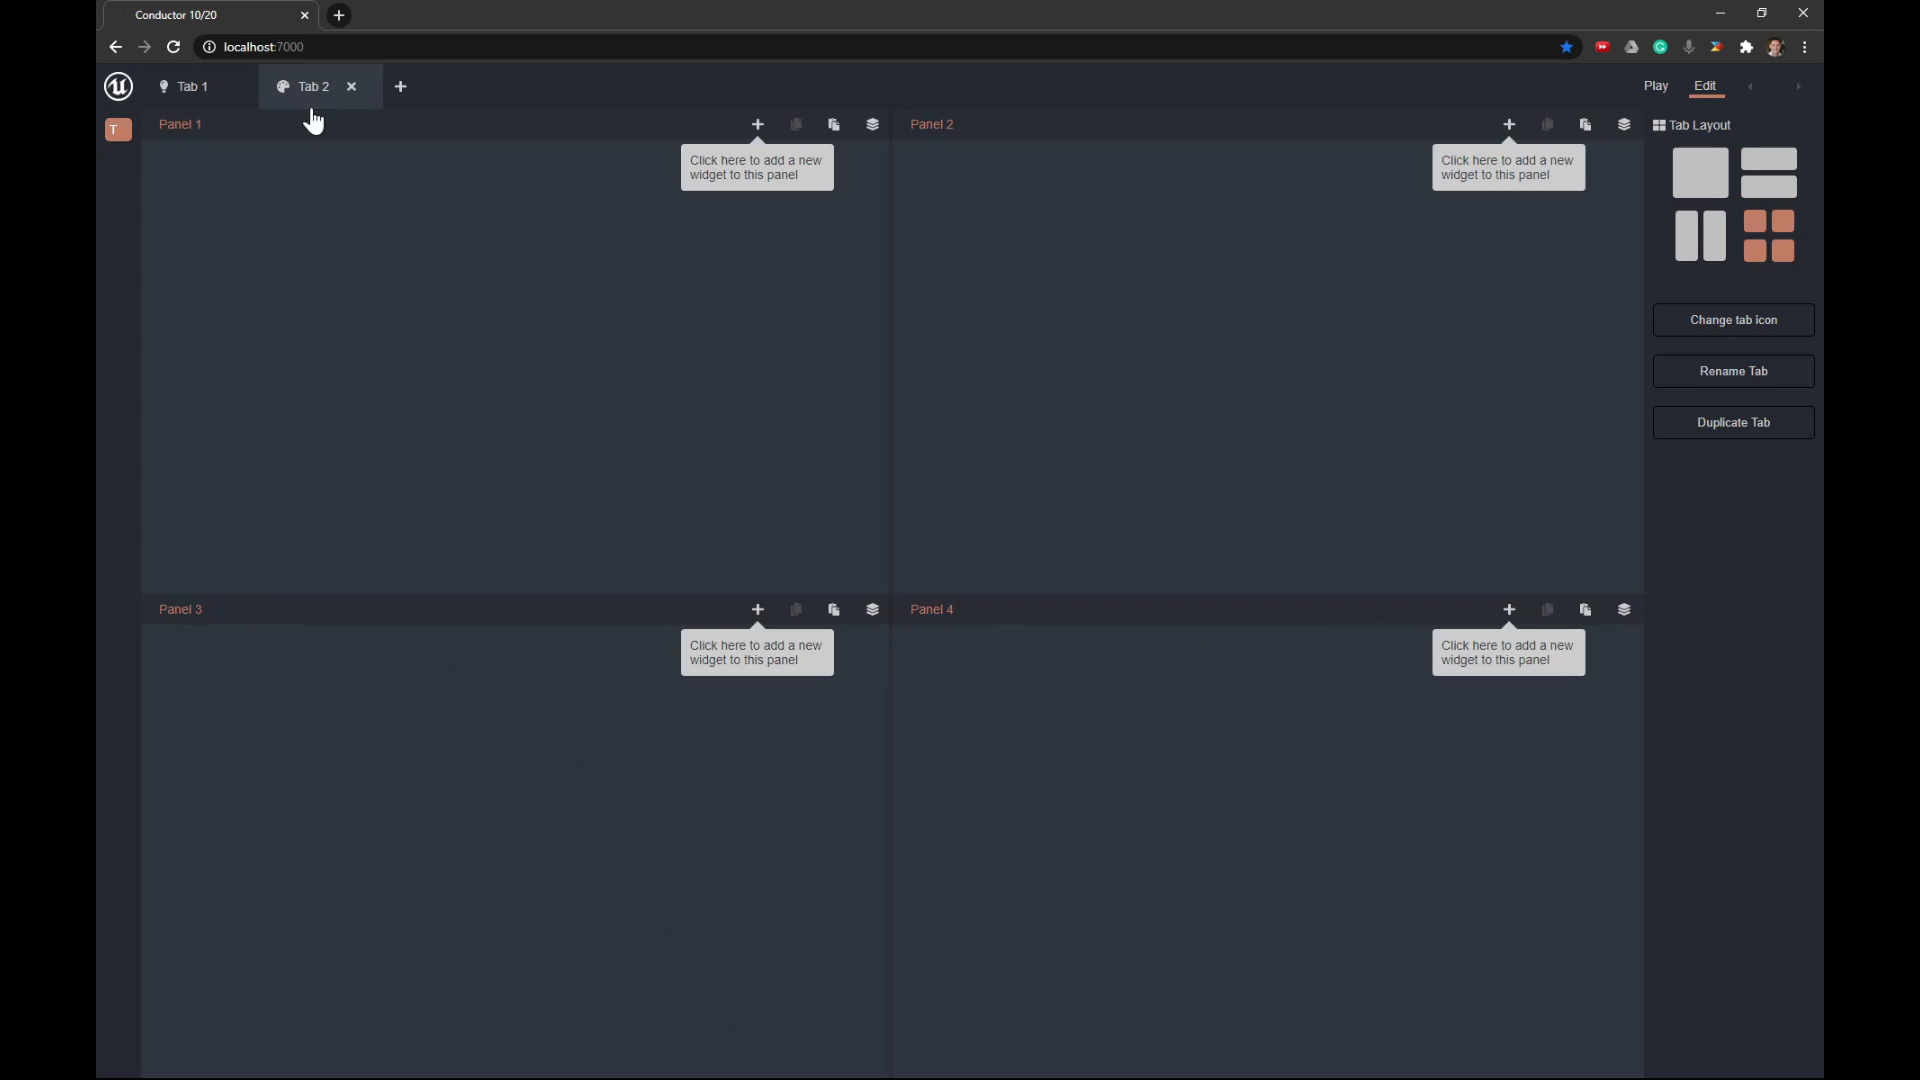 Conductor 10/20
localhost:7000
Tab 1
Tab 2
Play
Edit
T
Panel 1
Click here to add a new
widget to this panel
Panel 2
Click here to add a new
widget to this panel
Tab Layout
Change tab icon
Rename Tab
Duplicate Tab
Panel 3
Click here to add a new
widget to this panel
Panel 4
Click here to add a new
widget to this panel